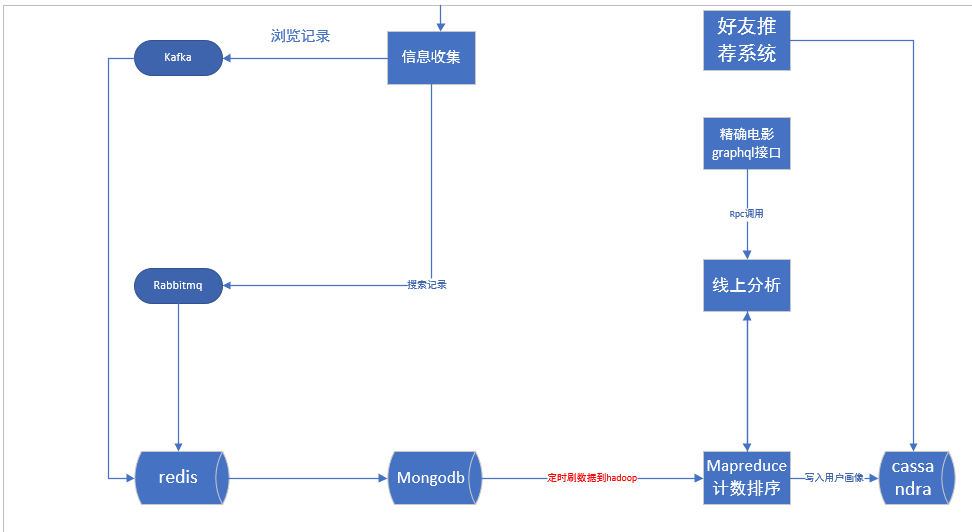 浏览记录
好友推
荐系统
Kafka
信息收集
精确电影
graphql接口
Rpc调用
Rabbitmq
搜索记录
线上分析
redis
Mongodb
定时刷数据到hadoop
Mapreduce
计数排序
写入用户画像
cassa
ndra